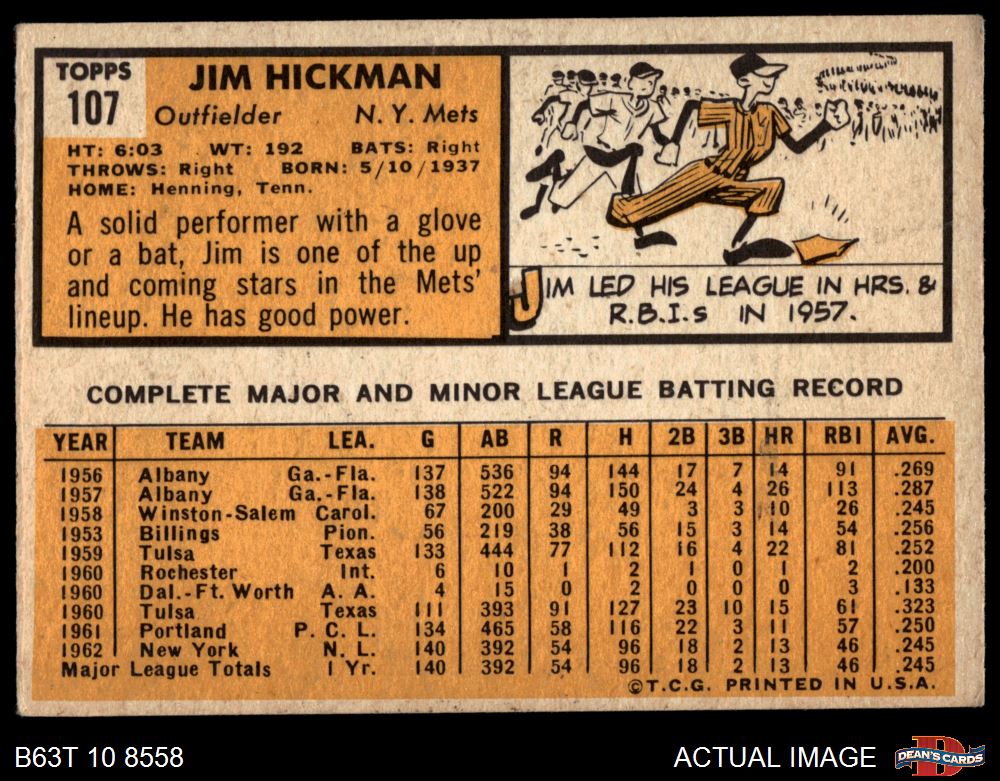 TOPPS
107
JIM HICKMAN
Outfielder N. Y. Mets
HT: 6:03 WT: 192 BATS: Right
THROWS: Right BORN: 5/10/1937
HOME: Henning, Tenn.
A solid performer with a glove
or a bat, Jim is one of the up
and coming stars in the Mets'
lineup. He has good power.
JIM LED HIS LEAGUE IN HRS. &
R.B.I.s IN 1957.
COMPLETE MAJOR AND MINOR LEAGUE BATTING RECORD
YEAR TEAM LEA. G AB R H 2B 3B HR RBI AVG.
1956 Albany Ga.-Fla. 137 536 94 144 17 7 14 91 .269
1957 Albany Ga.-Fla. 138 522 94 150 24 4 26 113 .287
1958 Winston-Salem Carol. 67 200 29 49 3 3 10 26 .245
1953 Billings Pion. 56 219 38 56 15 3 14 54 .256
1959 Tulsa Texas 133 444 77 112 16 4 22 81 .252
1960 Rochester Int. 6 10 1 2 1 0 1 2 .200
1960 Dal.-Ft. Worth A. A. 4 15 0 2 0 0 0 3 .133
1960 Tulsa Texas 111 393 91 127 23 10 15 61 .323
1961 Portland P. C. L. 134 465 58 116 22 3 11 57 .250
1962 New York N. L. 140 392 54 96 18 2 13 46 .245
Major League Totals 1 Yr. 140 392 54 96 18 2 13 46 .245
©T.C.G. PRINTED IN U.S.A.
B63T 10 8558
ACTUAL IMAGE
DEAN'S CARDS